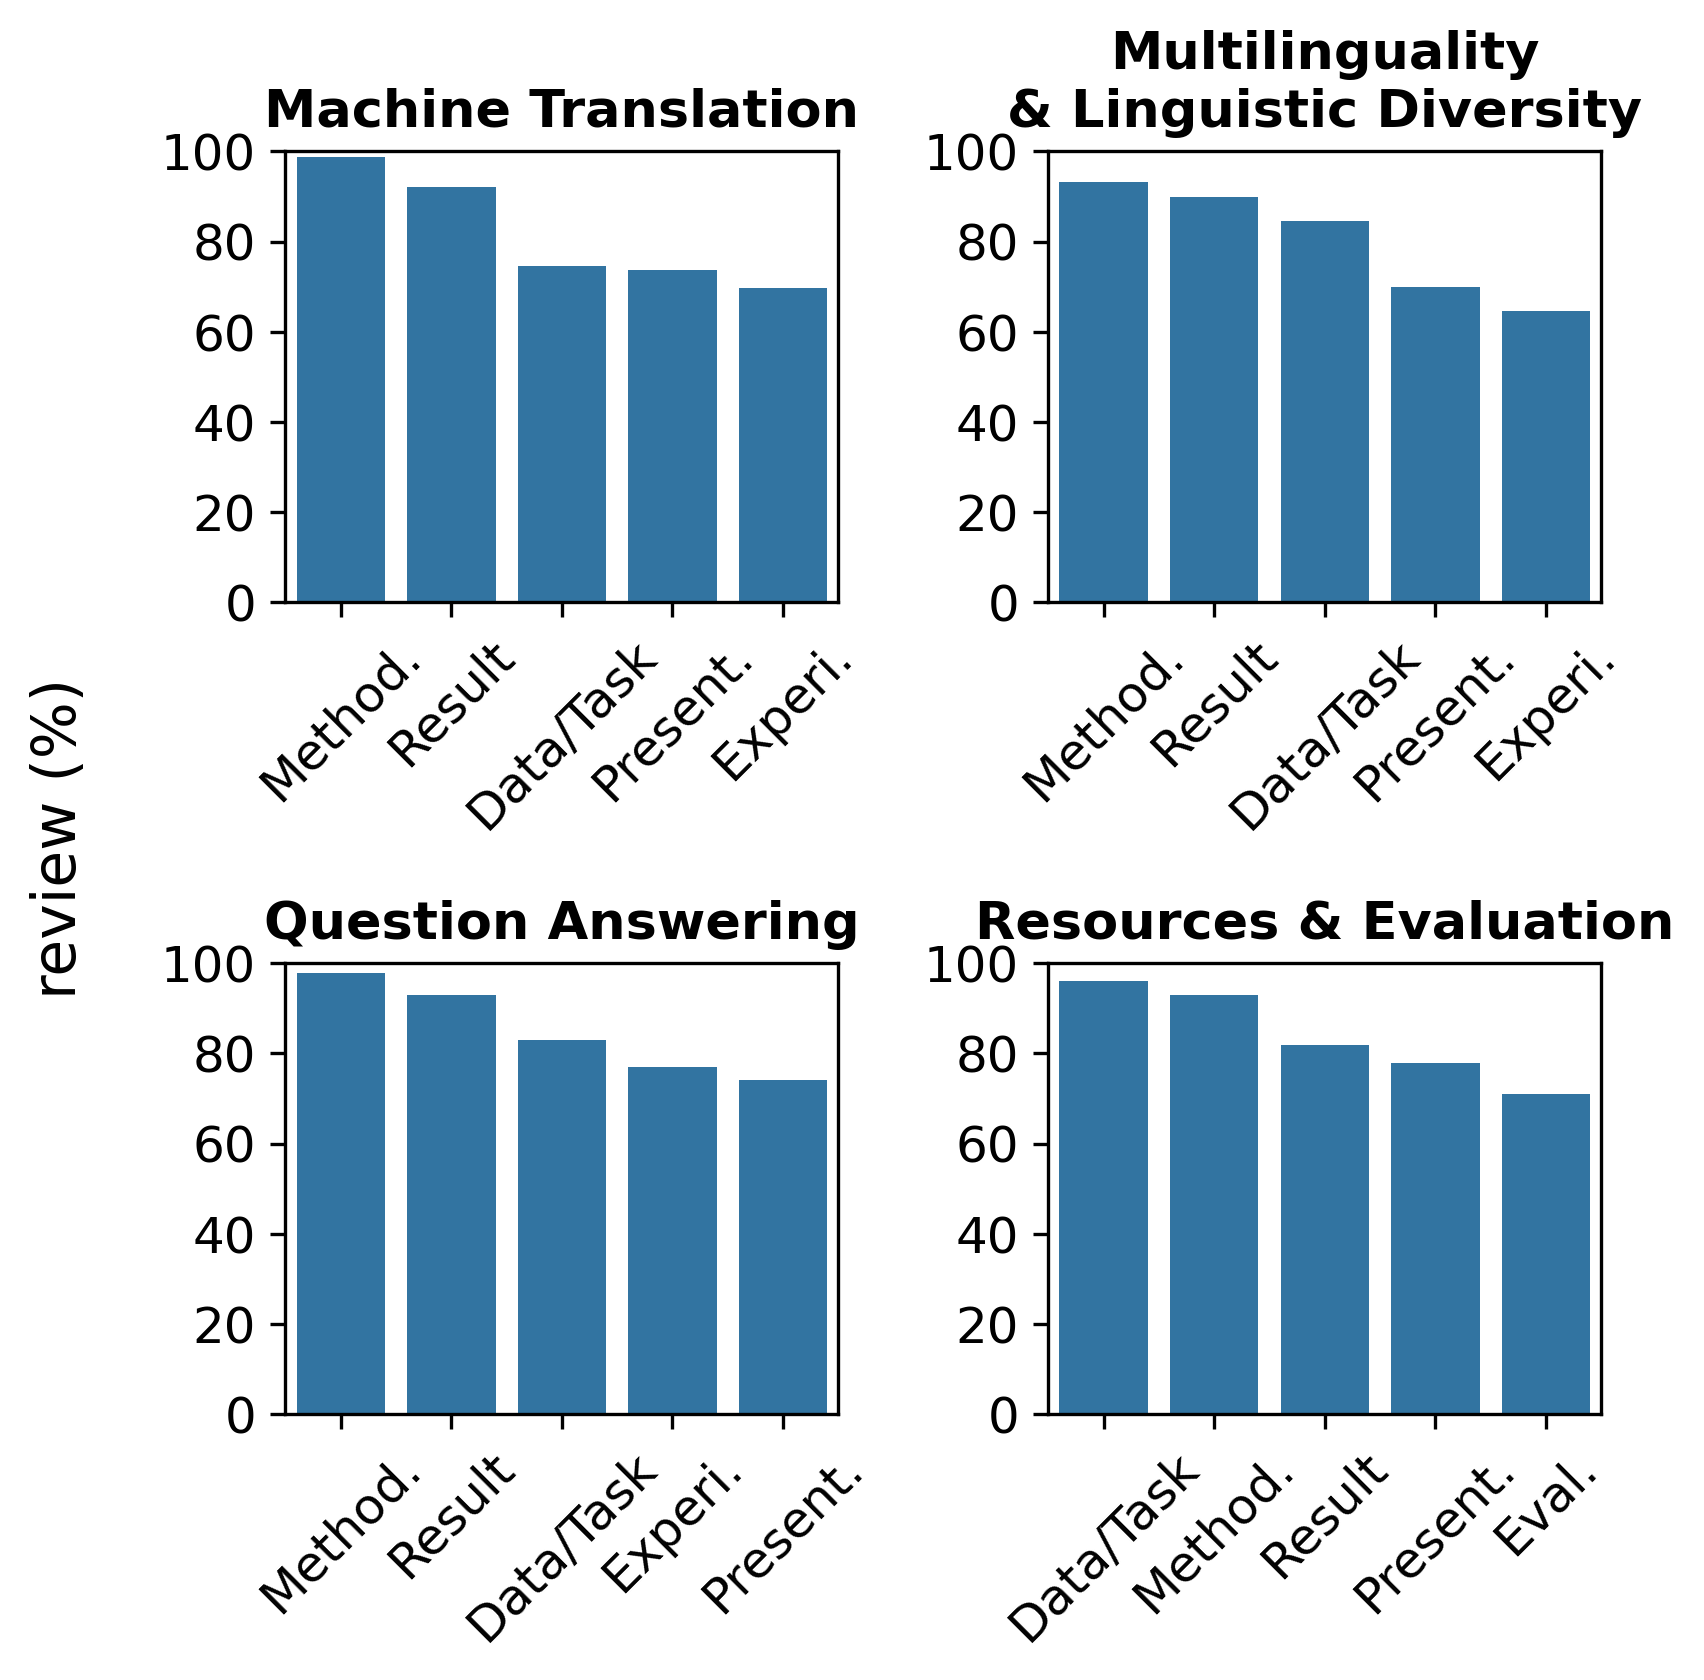 review (%)
Machine Translation
100
80
60
40
20
0
Method.
Result
Data/Task
Present.
Experi.
Multilinguality
& Linguistic Diversity
100
80
60
40
20
0
Method.
Result
Data/Task
Present.
Experi.
Question Answering
100
80
60
40
20
0
Method.
Result
Data/Task
Experi.
Present.
Resources & Evaluation
100
80
60
40
20
0
Data/Task
Method.
Result
Present.
Eval.